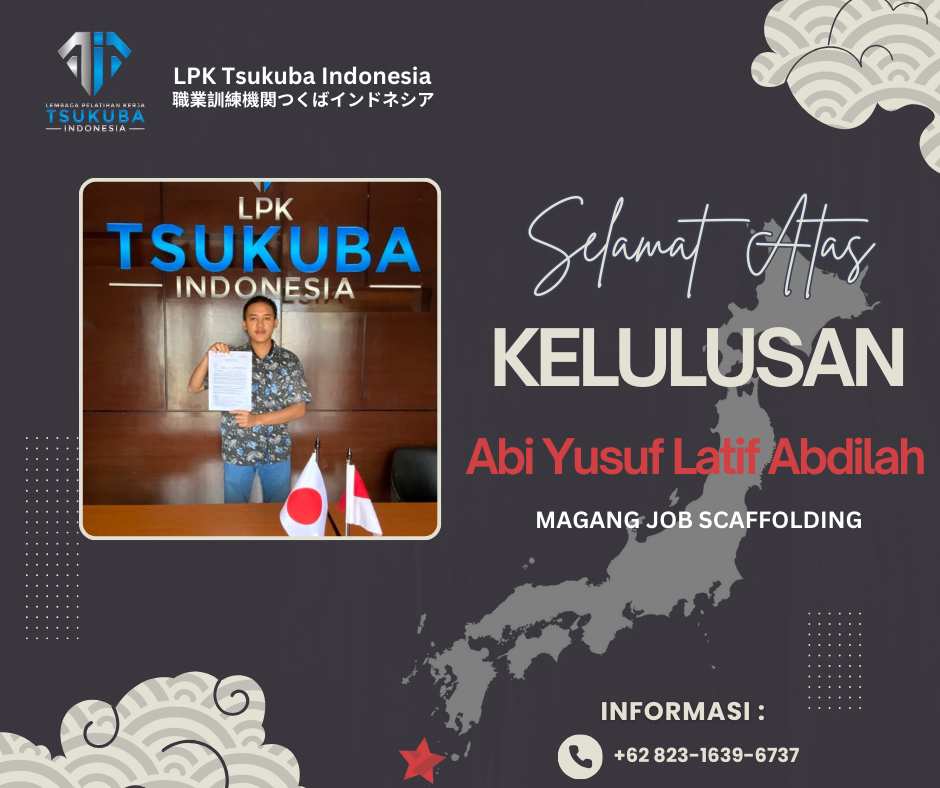 LPK Tsukuba Indonesia
職業訓練機関つくばインドネシア
LEMBAGA PELATIHAN KERJA
TSUKUBA
INDONESIA
LPK
TSUKUBA
INDONESIA
Selamat Atas
KELULUSAN
Abi Yusuf Latif Abdilah
MAGANG JOB SCAFFOLDING
INFORMASI :
+62 823-1639-6737